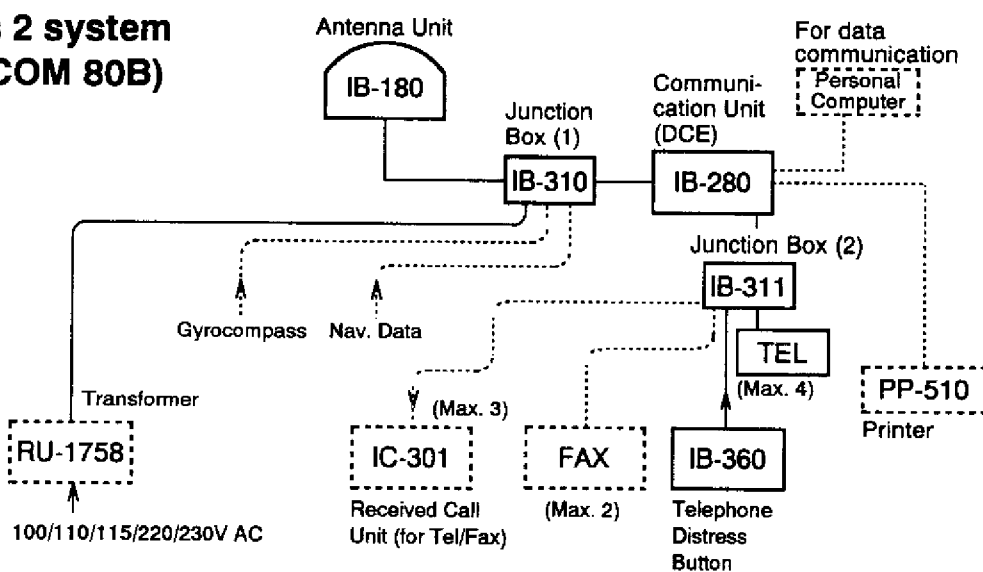 s 2 system
COM 80B)
Antenna Unit
IB-180
Junction
Box (1)
IB-310
Communi-
cation Unit
(DCE)
IB-280
For data
communication
Personal
Computer
Junction Box (2)
IB-311
Gyrocompass
Nav. Data
TEL
(Max. 4)
PP-510
Printer
Transformer
RU-1758
100/110/115/220/230V AC
(Max. 3)
IC-301
Received Call
Unit (for Tel/Fax)
FAX
(Max. 2)
IB-360
Telephone
Distress
Button